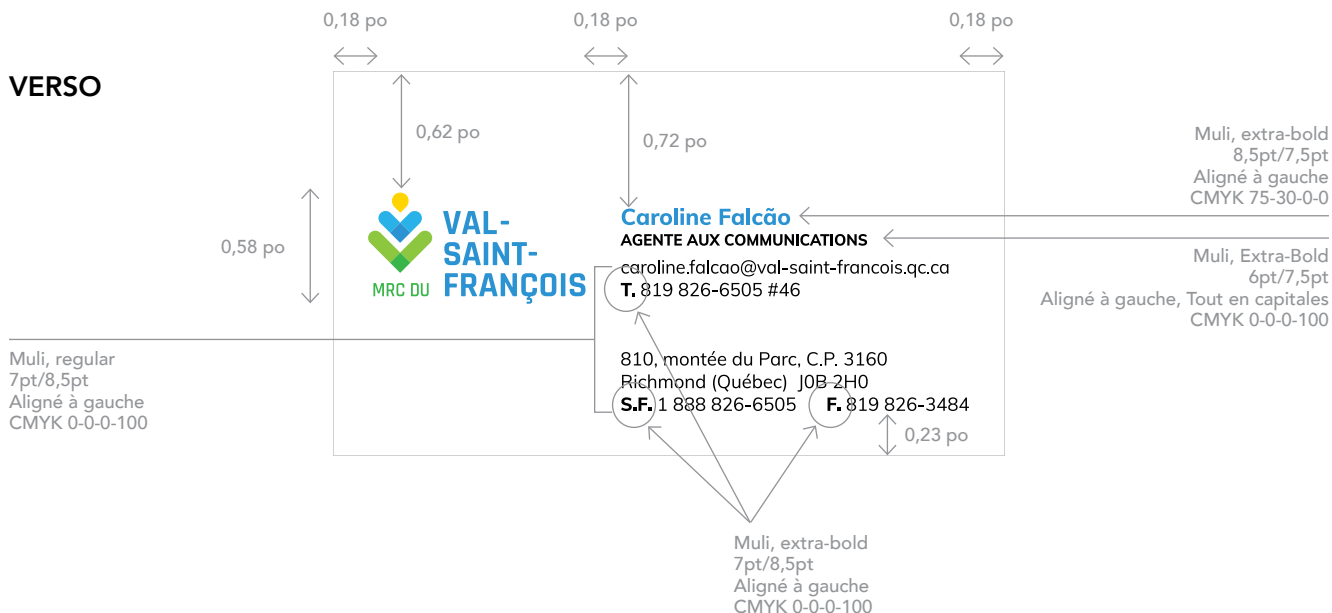 0,18 po
0,18 po
0,18 po
VERSO
0,62 po
0,72 po
0,58 po
MRC DU
VAL-
SAINT-
FRANÇOIS
Caroline Falcão
AGENTE AUX COMMUNICATIONS
caroline.falcao@val-saint-francois.qc.ca
T. 819 826-6505 #46
810, montée du Parc, C.P. 3160
Richmond (Québec)  J0B 2H0
S.F. 1 888 826-6505 F. 819 826-3484
0,23 po
Muli, extra-bold
8,5pt/7,5pt
Aligné à gauche
CMYK 75-30-0-0
Muli, Extra-Bold
6pt/7,5pt
Aligné à gauche, Tout en capitales
CMYK 0-0-0-100
Muli, regular
7pt/8,5pt
Aligné à gauche
CMYK 0-0-0-100
Muli, extra-bold
7pt/8,5pt
Aligné à gauche
CMYK 0-0-0-100